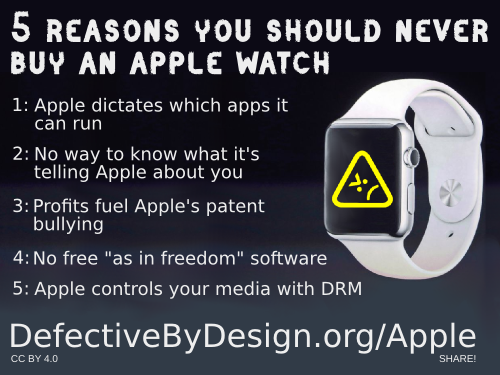 5 REASONS YOU SHOULD NEVER
BUY AN APPLE WATCH
1: Apple dictates which apps it
can run
2: No way to know what it's
telling Apple about you
3: Profits fuel Apple's patent
bullying
4: No free "as in freedom" software
5: Apple controls your media with DRM
DefectiveByDesign.org/Apple
CC BY 4.0
SHARE!